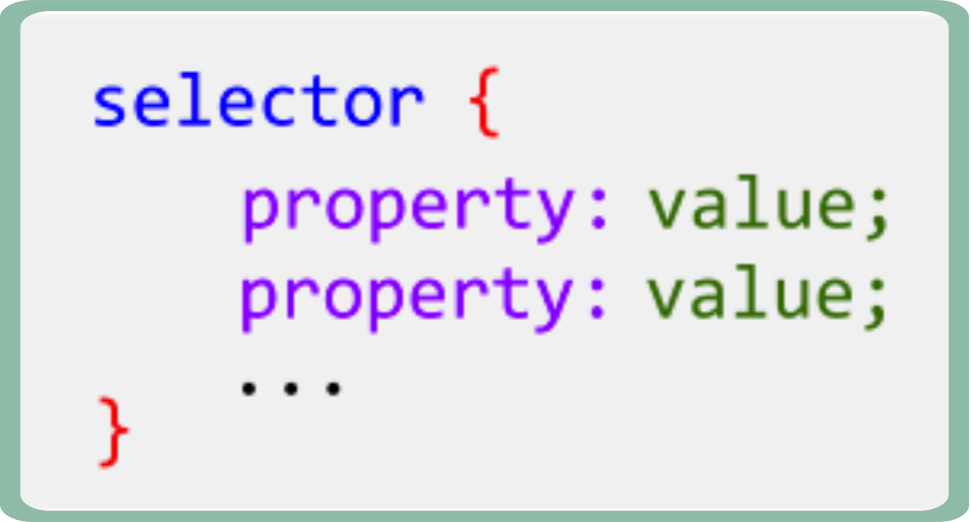 selector {
property: value;
property: value;
...
}